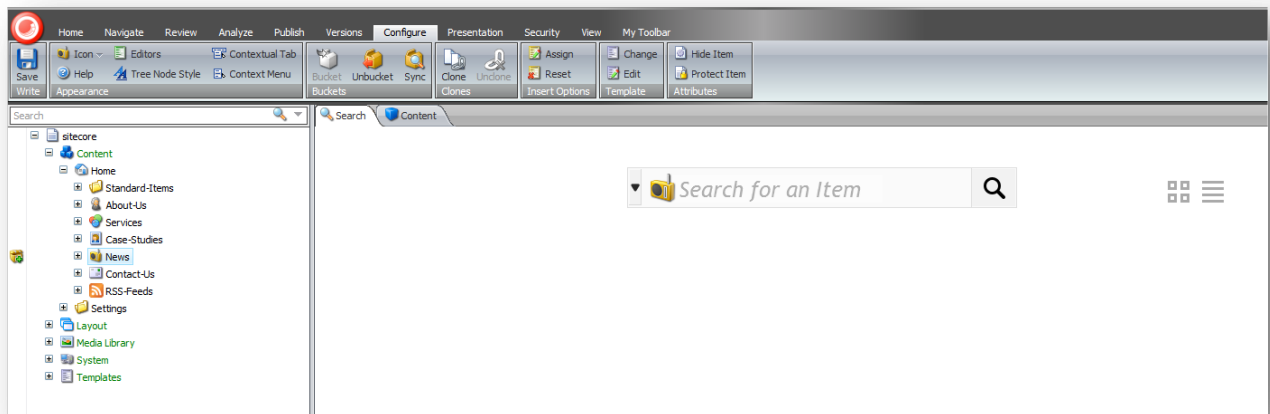 Home Navigate Review Analyze Publish Versions Configure Presentation Security View My Toolbar
Icon Editors Contextual Tab Assign Change Hide Item
Save Help Tree Node Style Context Menu Bucket Unbucket Sync Clone Undone Reset Edit Protect Item
Write Appearance Buckets Clones Insert Options Template Attributes
Search Search Content
sitecore
Content
Home
Standard-Items
Search for an Item
About-Us
Services
Case-Studies
News
Contact-Us
RSS-Feeds
Settings
Layout
Media Library
System
Templates